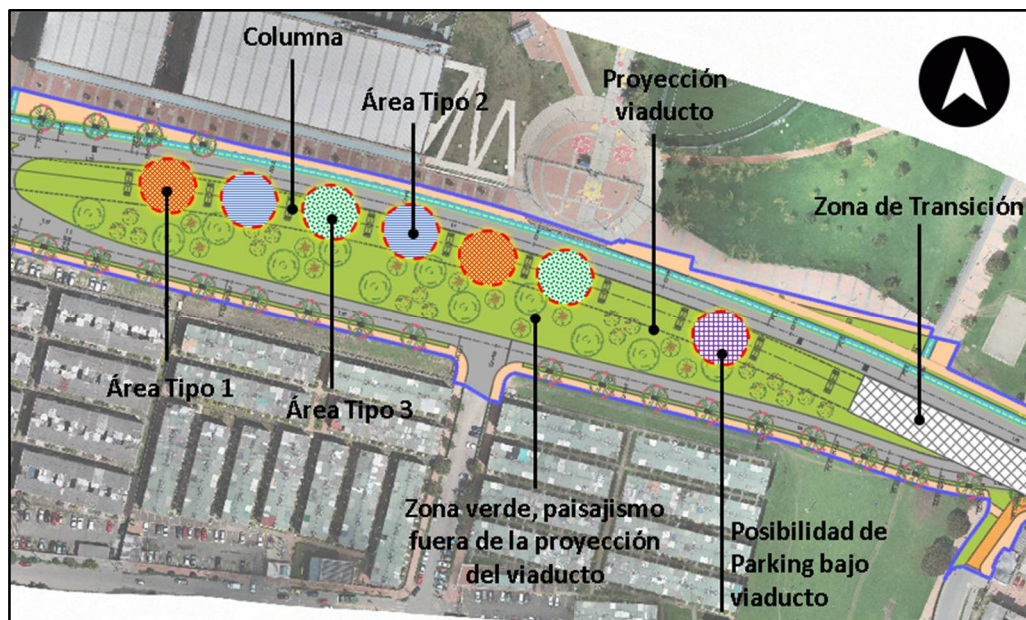 Columna
Área Tipo 2
Proyección
viaducto
Zona de Transición
Área Tipo 1
Área Tipo 3
Zona verde, paisajismo
fuera de la proyección
del viaducto
Posibilidad de
Parking bajo
viaducto